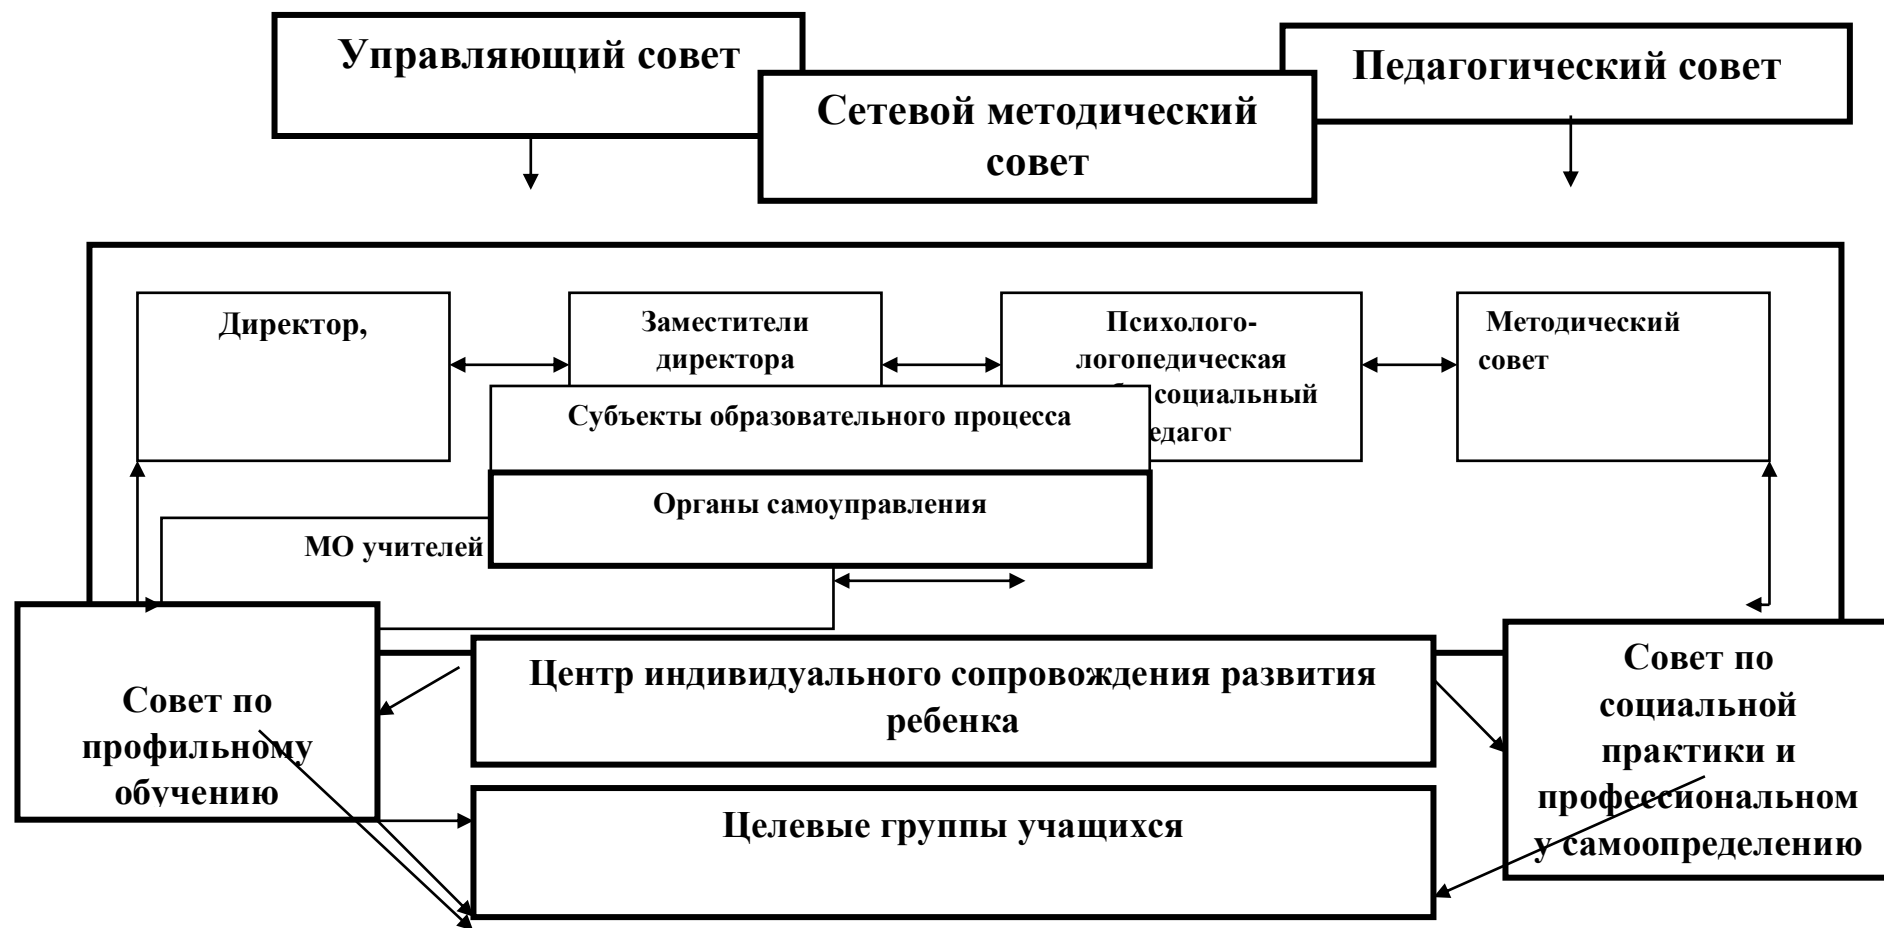 Управляющий совет
Педагогический совет
Сетевой методический
совет
Директор,
Заместители
директора
Психолого-
логопедическая
социальный
едагог
Методический
совет
Субъекты образовательного процесса
Органы самоуправления
МО учителей
Совет по
профильному
обучению
Центр индивидуального сопровождения развития
ребенка
Целевые группы учащихся
Совет по
социальной
практики и
профессиональном
у самоопределению